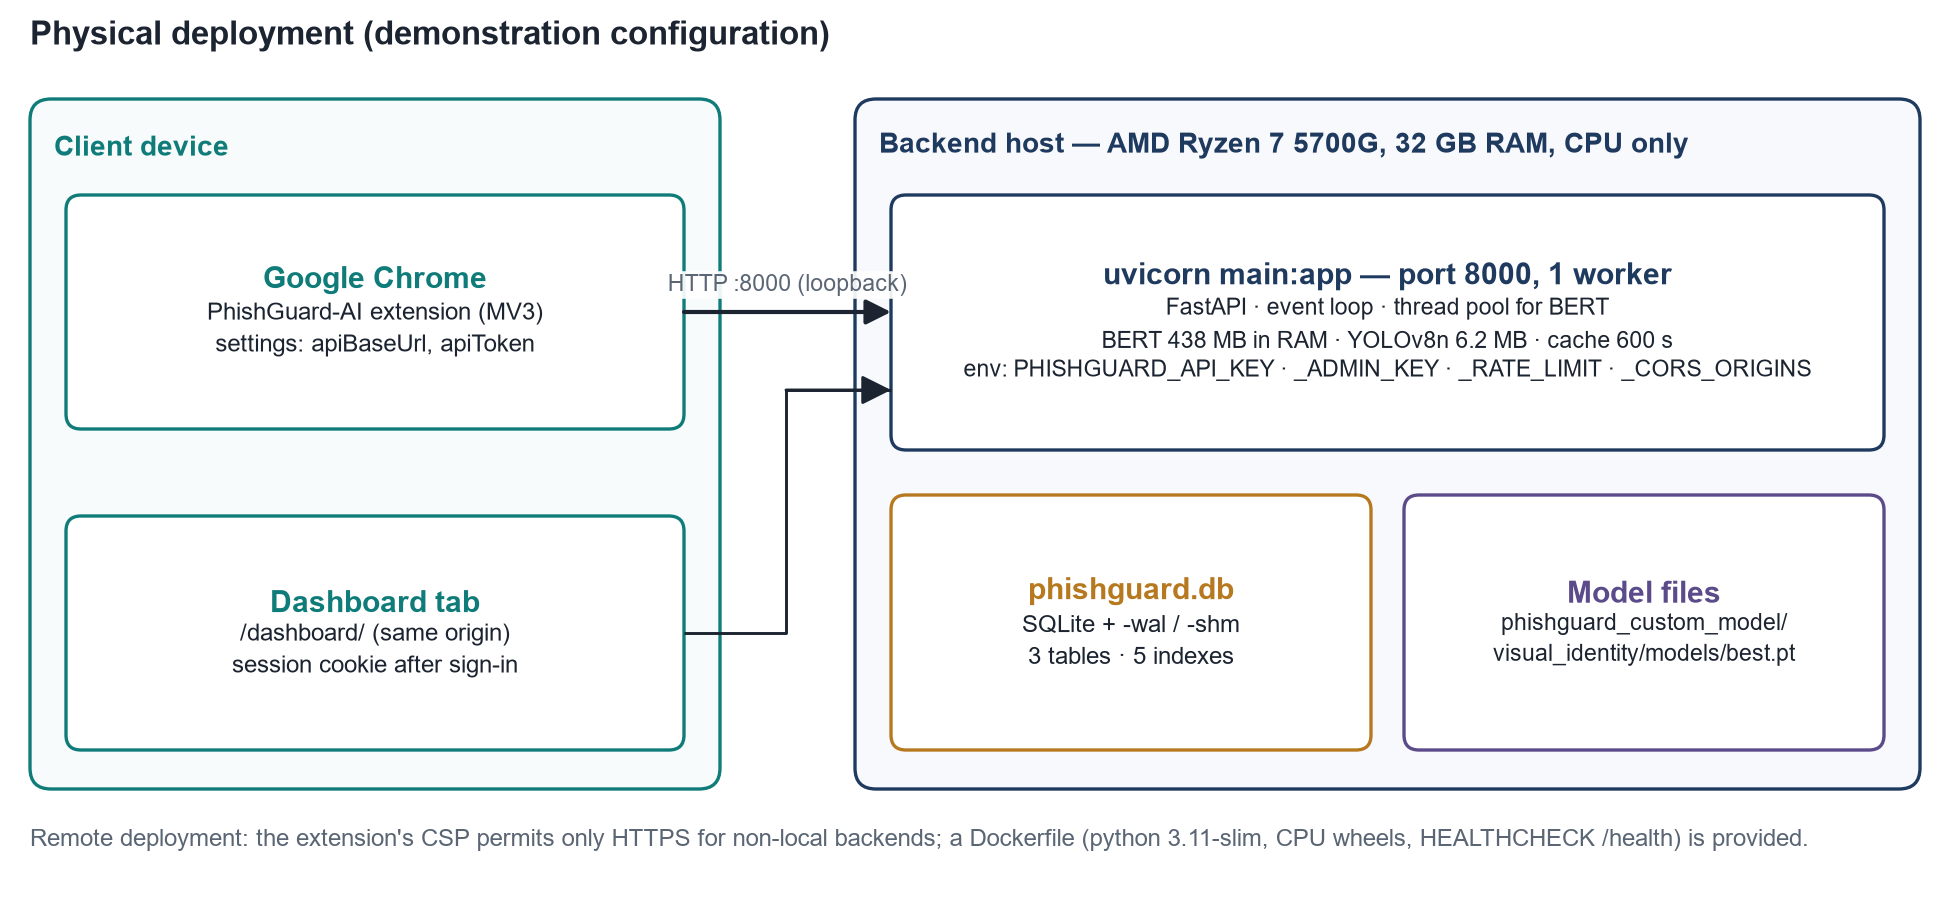 Physical deployment (demonstration configuration)
Client device
Google Chrome
PhishGuard-AI extension (MV3)
settings: apiBaseUrl, apiToken
Dashboard tab
/dashboard/ (same origin)
session cookie after sign-in
HTTP :8000 (loopback)
Backend host — AMD Ryzen 7 5700G, 32 GB RAM, CPU only
uvicorn main:app — port 8000, 1 worker
FastAPI · event loop · thread pool for BERT
BERT 438 MB in RAM · YOLOv8n 6.2 MB · cache 600 s
env: PHISHGUARD_API_KEY · _ADMIN_KEY · _RATE_LIMIT · _CORS_ORIGINS
phishguard.db
SQLite + -wal / -shm
3 tables · 5 indexes
Model files
phishguard_custom_model/
visual_identity/models/best.pt
Remote deployment: the extension's CSP permits only HTTPS for non-local backends; a Dockerfile (python 3.11-slim, CPU wheels, HEALTHCHECK /health) is provided.